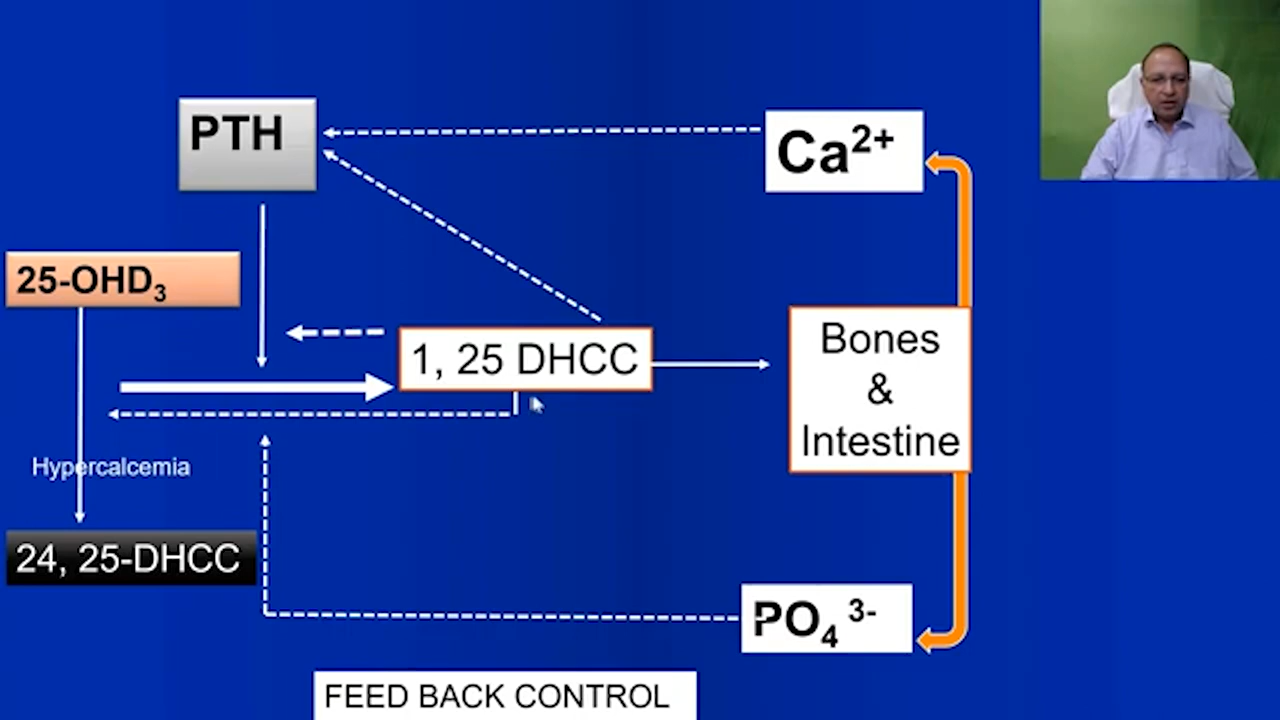 PTH
Ca²⁺
25-OHD₃
1, 25 DHCC
Bones
&
Intestine
Hypercalcemia
24, 25-DHCC
PO₄ ³⁻
FEED BACK CONTROL